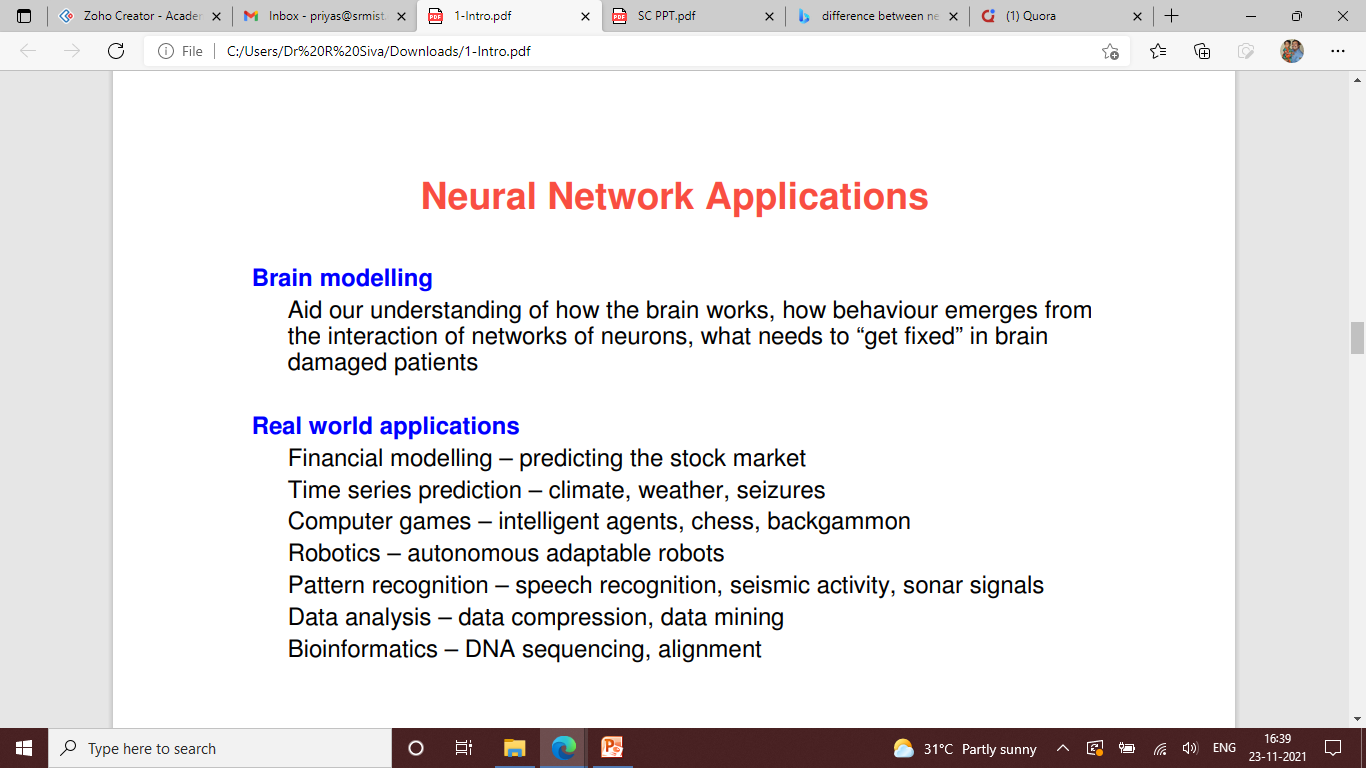 Zoho Creator - Acader
Inbox - priyas@srmist.
1-Intro.pdf
SC PPT.pdf
difference between ne
(1) Quora
File
C:/Users/Dr%20R%20Siva/Downloads/1-Intro.pdf
Neural Network Applications
Brain modelling
Aid our understanding of how the brain works, how behaviour emerges from
the interaction of networks of neurons, what needs to “get fixed” in brain
damaged patients
Real world applications
Financial modelling – predicting the stock market
Time series prediction – climate, weather, seizures
Computer games – intelligent agents, chess, backgammon
Robotics – autonomous adaptable robots
Pattern recognition – speech recognition, seismic activity, sonar signals
Data analysis – data compression, data mining
Bioinformatics – DNA sequencing, alignment
Type here to search
31°C Partly sunny
ENG
16:39
23-11-2021